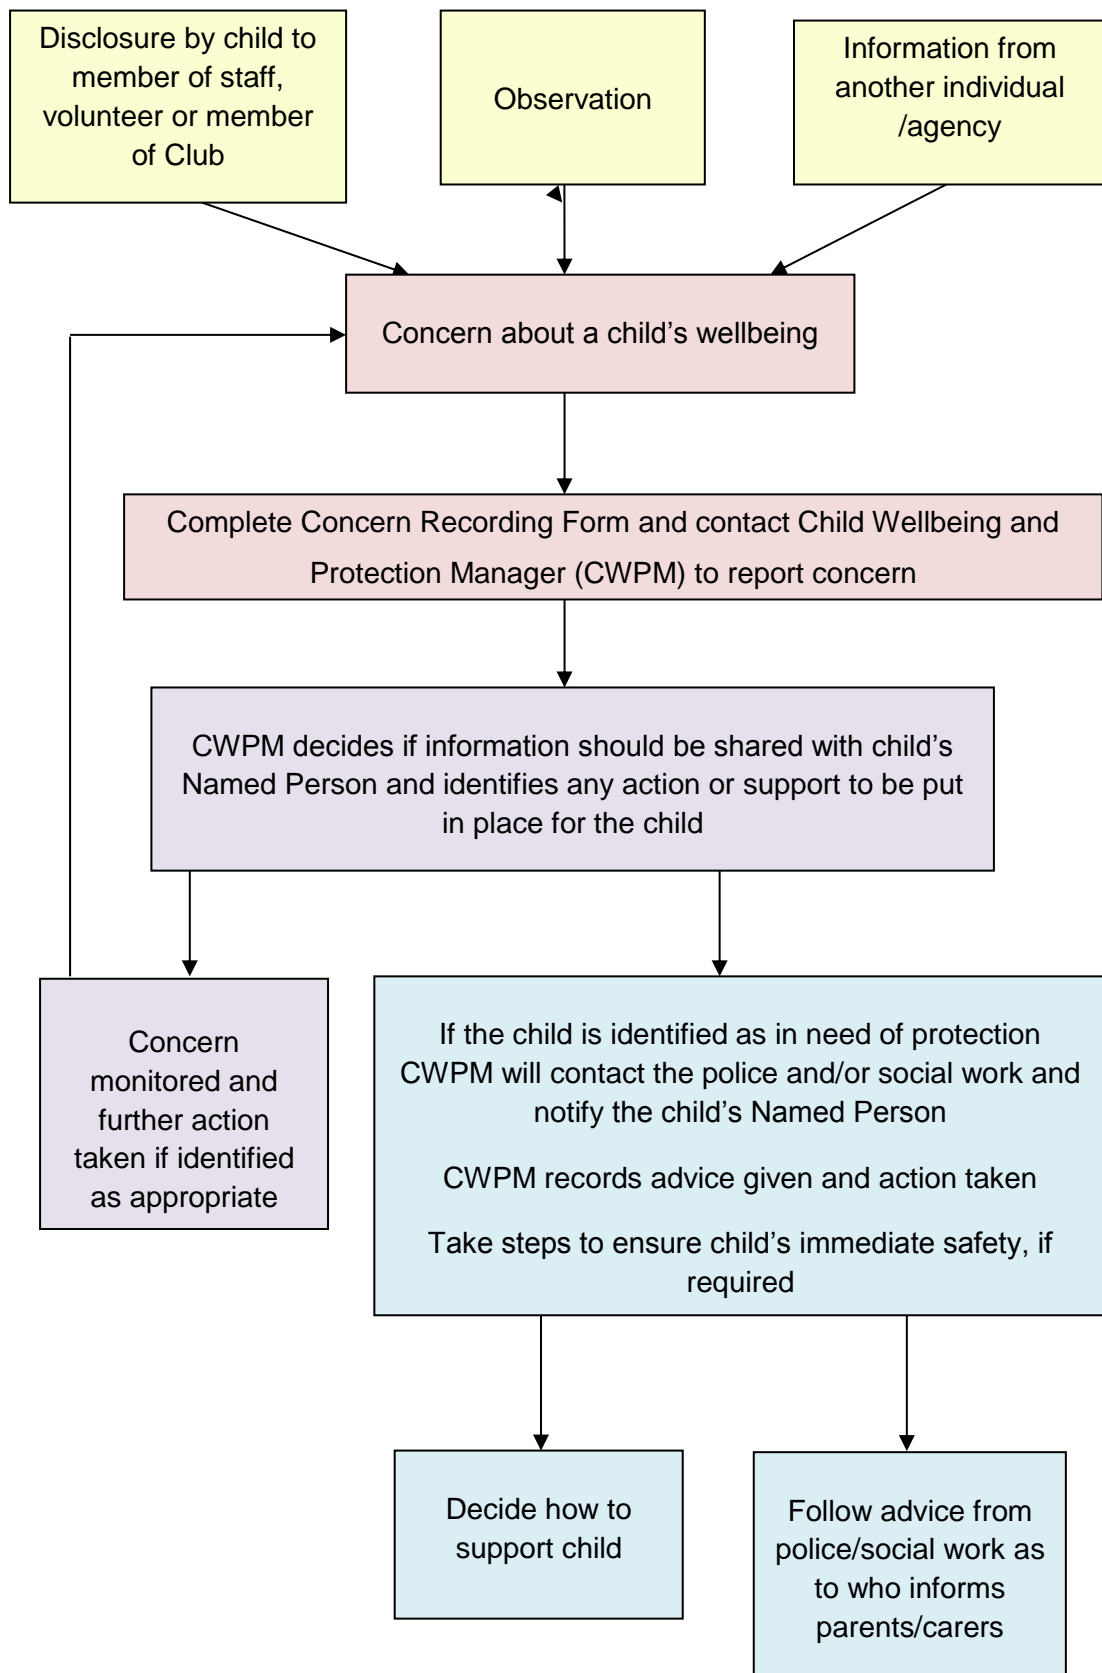 Disclosure by child to
member of staff,
volunteer or member
of Club
Observation
Information from
another individual
/agency
Concern about a child’s wellbeing
Complete Concern Recording Form and contact Child Wellbeing and
Protection Manager (CWPM) to report concern
CWPM decides if information should be shared with child’s
Named Person and identifies any action or support to be put
in place for the child
Concern
monitored and
further action
taken if identified
as appropriate
If the child is identified as in need of protection
CWPM will contact the police and/or social work and
notify the child’s Named Person
CWPM records advice given and action taken
Take steps to ensure child’s immediate safety, if
required
Decide how to
support child
Follow advice from
police/social work as
to who informs
parents/carers